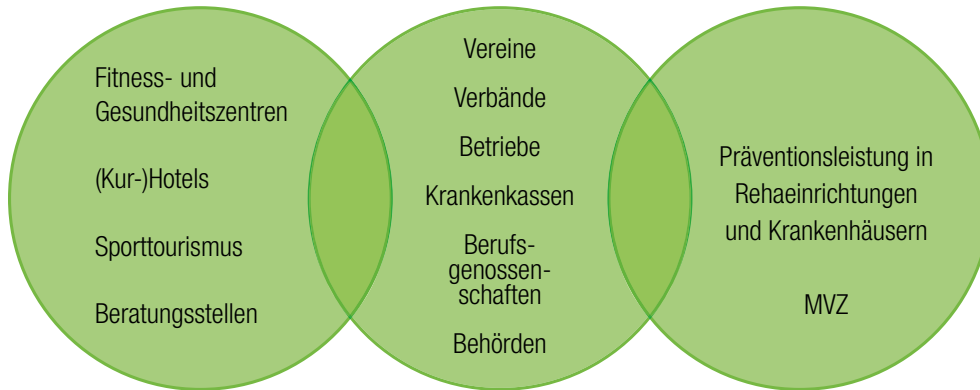 Fitness- und
Gesundheitszentren
(Kur-)Hotels
Sporttourismus
Beratungsstellen
Vereine
Verbände
Betriebe
Krankenkassen
Berufs-
genossen-
schaften
Behörden
Präventionsleistung in
Rehaeinrichtungen
und Krankenhäusern
MVZ